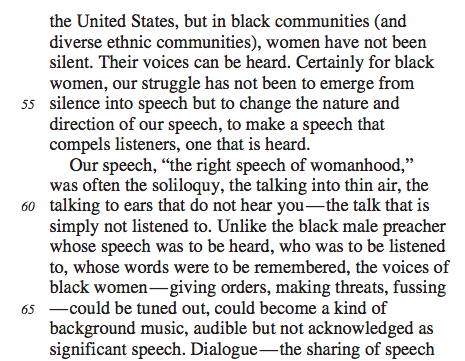 the United States, but in black communities (and
diverse ethnic communities), women have not been
silent. Their voices can be heard. Certainly for black
women, our struggle has not been to emerge from
55 silence into speech but to change the nature and
direction of our speech, to make a speech that
compels listeners, one that is heard.
Our speech, “the right speech of womanhood,”
was often the soliloquy, the talking into thin air, the
60 talking to ears that do not hear you—the talk that is
simply not listened to. Unlike the black male preacher
whose speech was to be heard, who was to be listened
to, whose words were to be remembered, the voices of
black women—giving orders, making threats, fussing
65 —could be tuned out, could become a kind of
background music, audible but not acknowledged as
significant speech. Dialogue—the sharing of speech